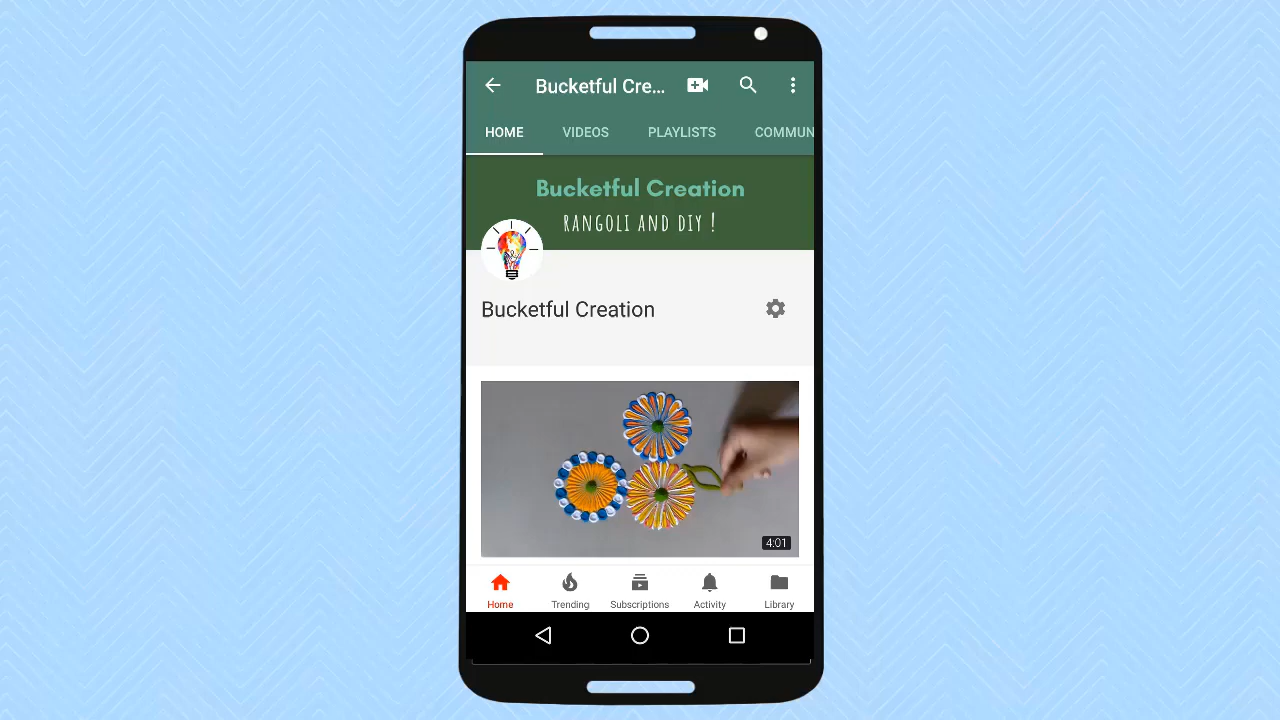 Bucketful Cre...
HOME VIDEOS PLAYLISTS COMMUN
Bucketful Creation
RANGOLI AND DIY !
Bucketful Creation
4:01
Home Trending Subscriptions Activity Library